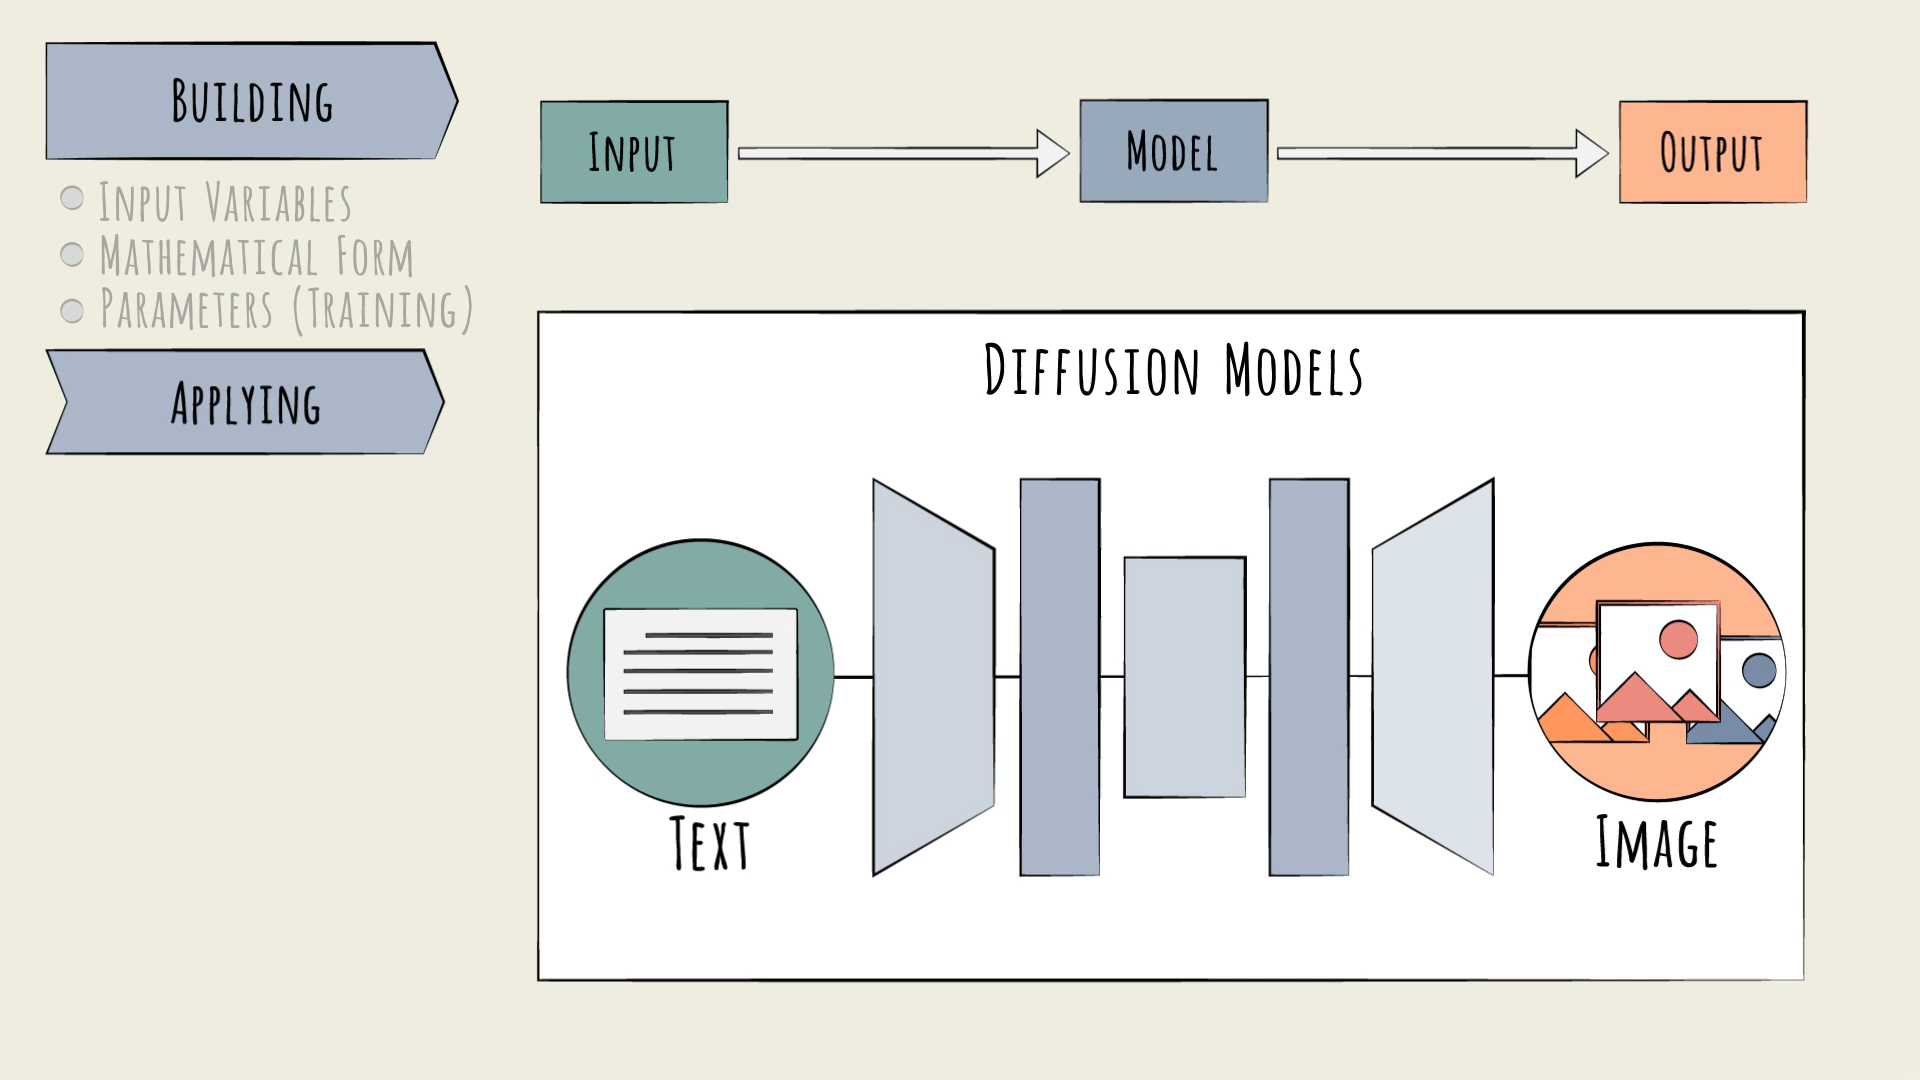 Building
Input Variables
Mathematical Form
Parameters (Training)
Applying
Input
Model
Output
Diffusion Models
Text
Image